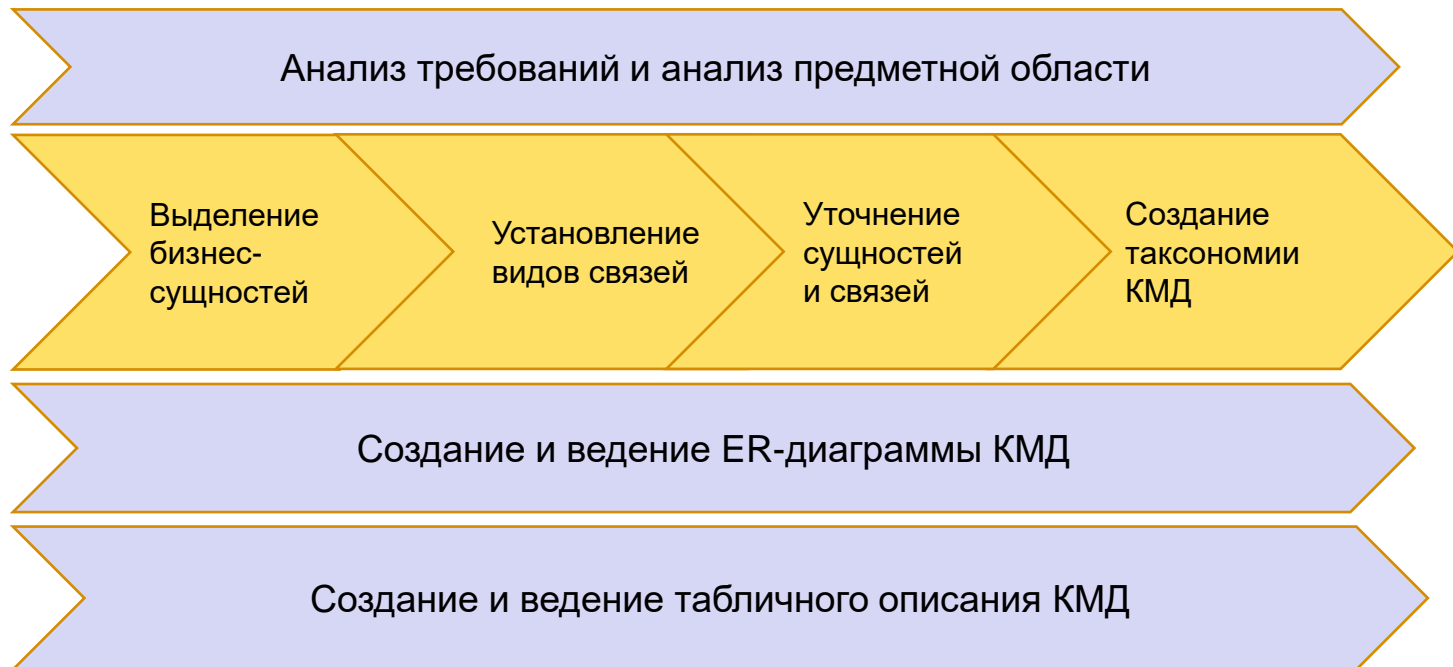 Анализ требований и анализ предметной области
Выделение
бизнес-
сущностей
Установление
видов связей
Уточнение
сущностей
и связей
Создание
таксономии
КМД
Создание и ведение ER-диаграммы КМД
Создание и ведение табличного описания КМД